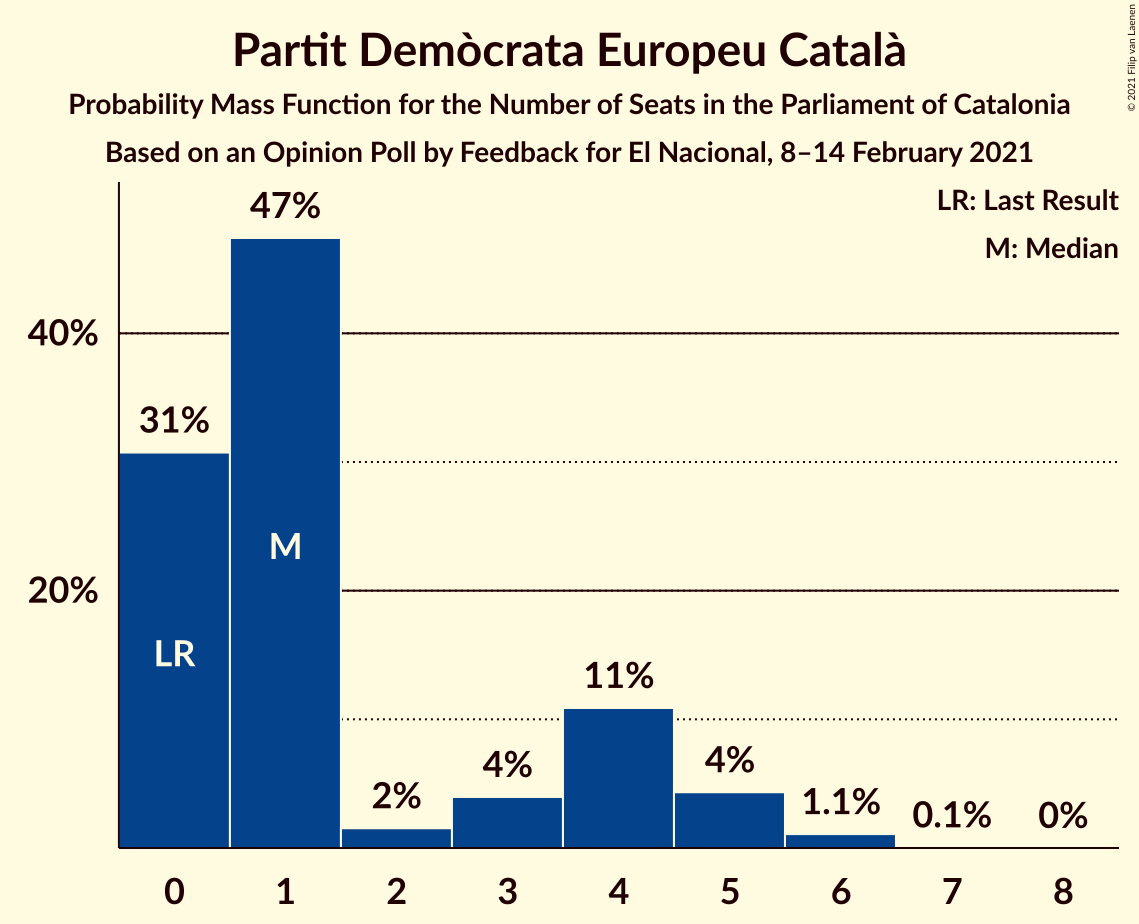 Partit Demòcrata Europeu Català
Probability Mass Function for the Number of Seats in the Parliament of Catalonia
Based on an Opinion Poll by Feedback for El Nacional, 8–14 February 2021
© 2021 Filip van Laenen
LR: Last Result
M: Median
47%
40%
31%
M
20%
LR
11%
4%
4%
2%
1.1%
0.1%
0%
0 1 2 3 4 5 6 7 8